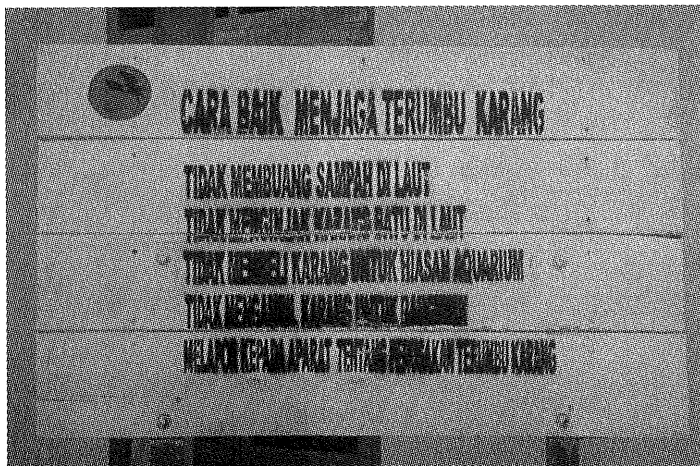 CARA BAIK MENJAGA TERUMBU KARANG
TIDAK MEMBUANG SAMPAH DI LAUT
TIDAK MENGINJAK KARANG BATU DI LAUT
TIDAK MEMBELI KARANG UNTUK HIASAN AQUARIUM
TIDAK MENGAMBIL KARANG UNTUK
MELAPOR KEPADA APARAT TENTANG PERUSAKAN TERUMBU KARANG